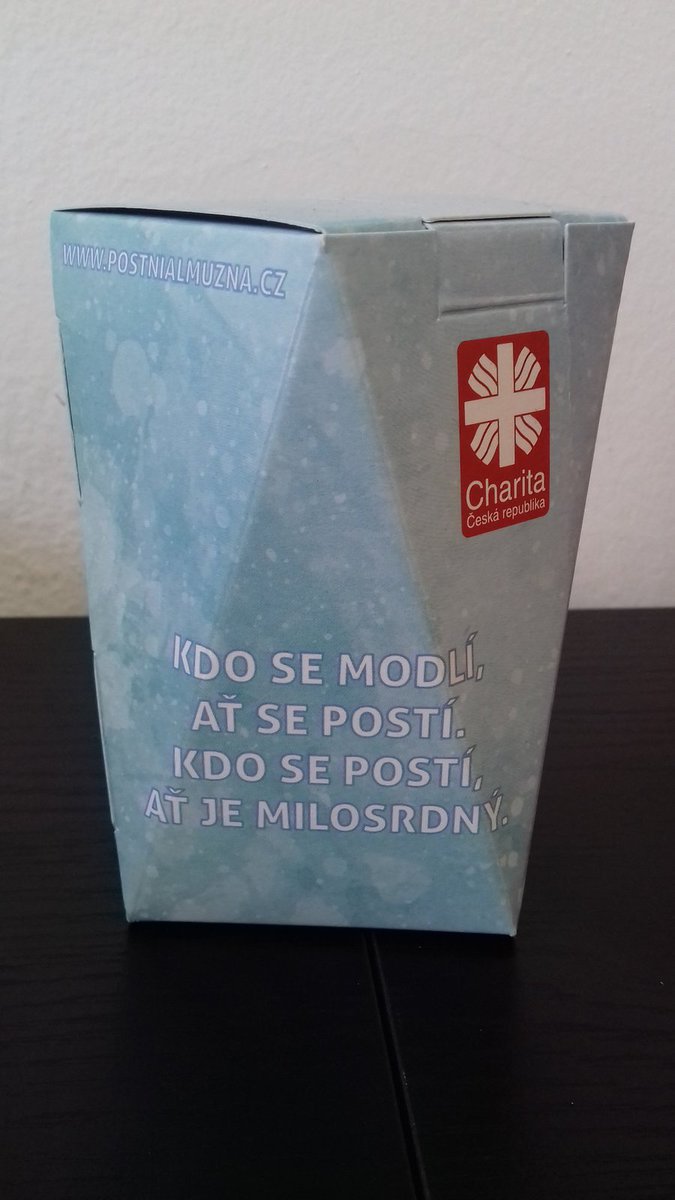 WWW.POSTNIALMUZNA.CZ
Charita
Česká republika
KDO SE MODLÍ,
AŤ SE POSTÍ.
KDO SE POSTÍ,
AŤ JE MILOSRDNÝ.